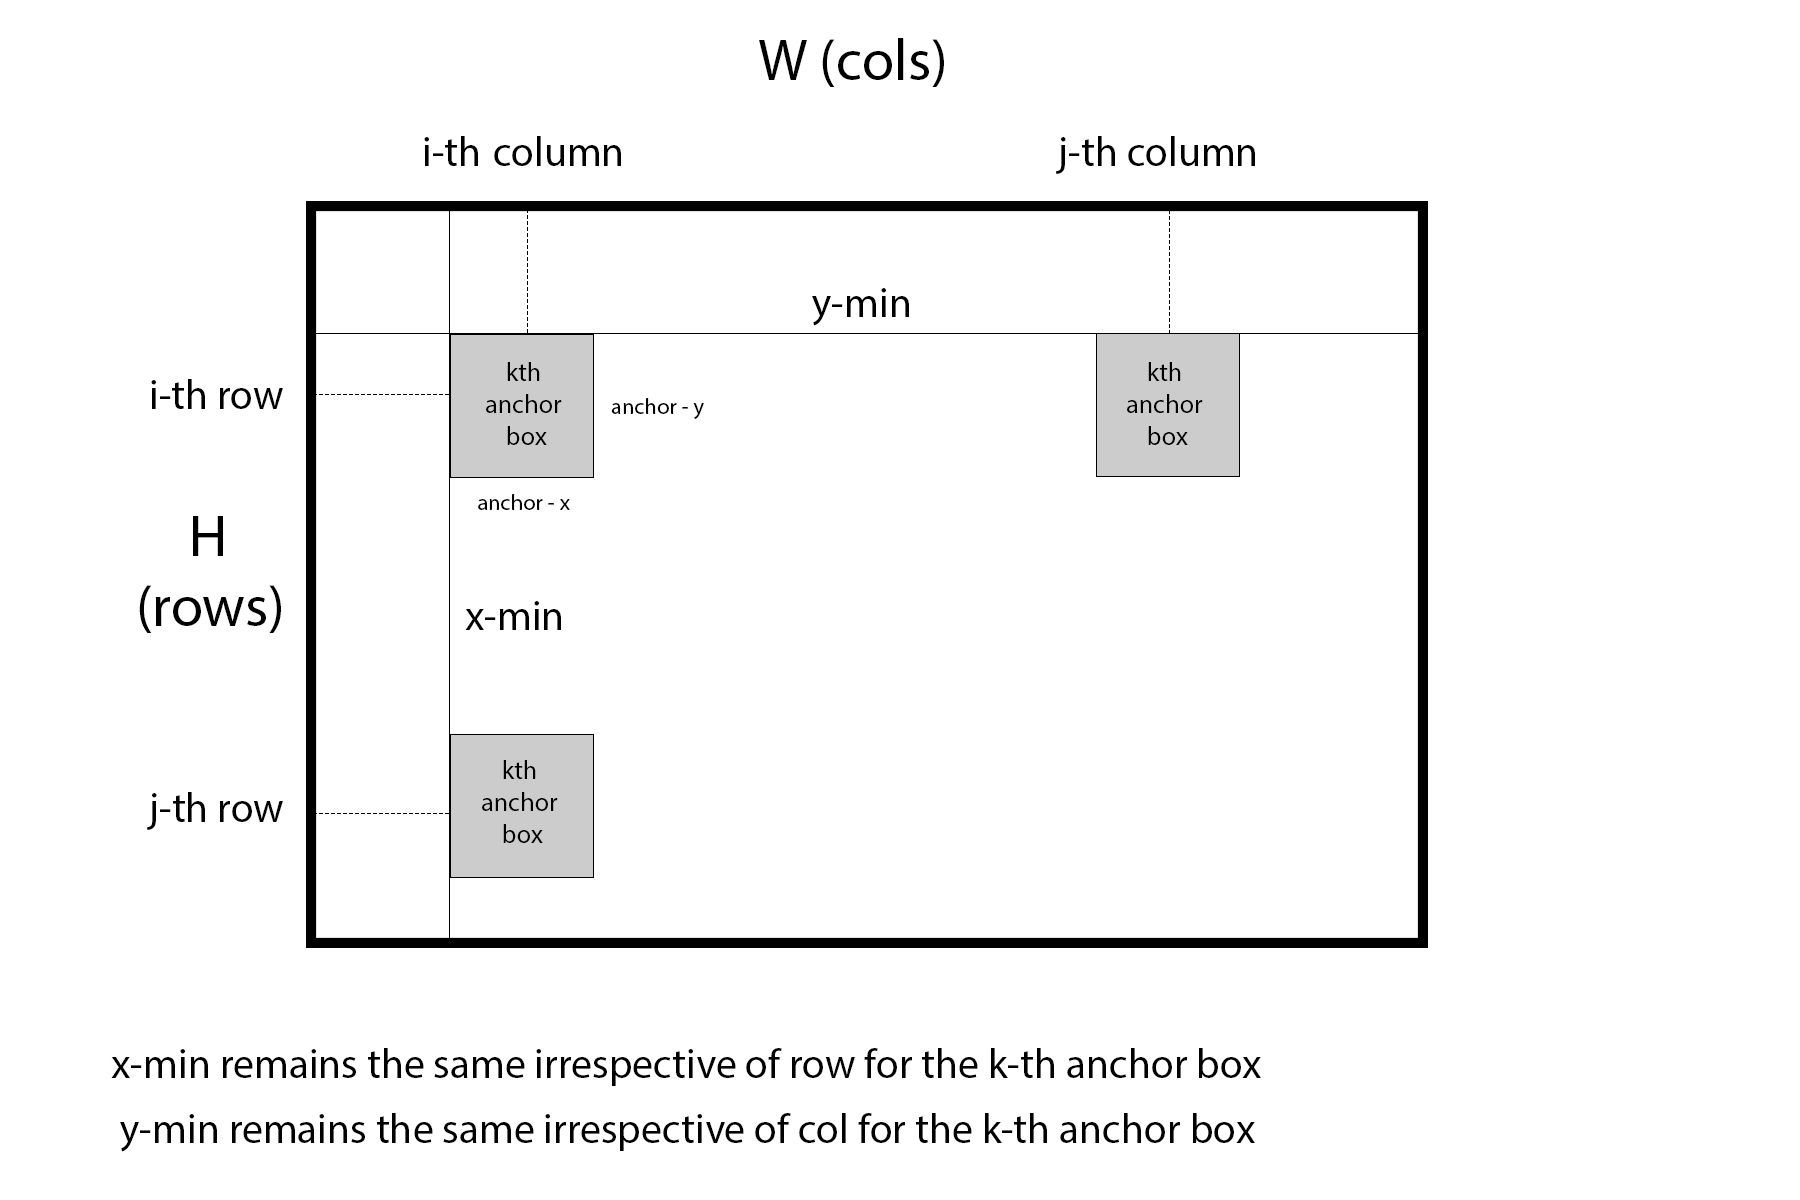 W (cols)
i-th column
j-th column
y-min
i-th row
kth
anchor
box
anchor - y
kth
anchor
box
anchor - x
H
(rows)
x-min
j-th row
kth
anchor
box
x-min remains the same irrespective of row for the k-th anchor box
y-min remains the same irrespective of col for the k-th anchor box